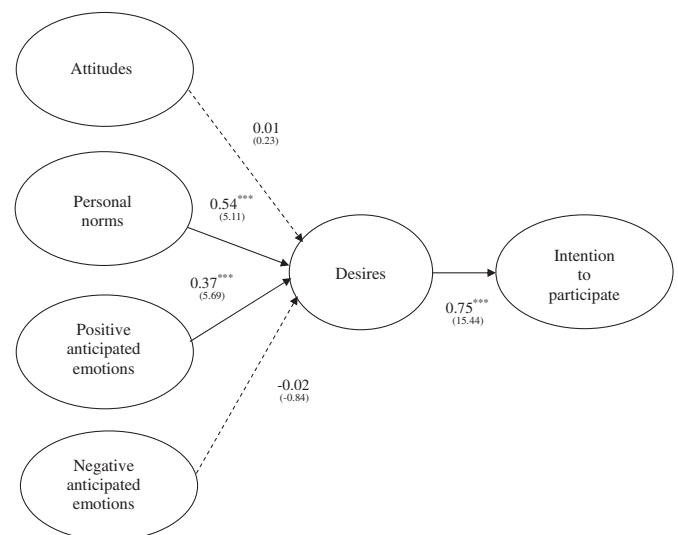 Attitudes
0.01
(0.23)
Personal
norms
0.54***
(5.11)
0.37***
(5.69)
Desires
Intention
to
participate
0.75***
(15.44)
Positive
anticipated
emotions
-0.02
(-0.84)
Negative
anticipated
emotions